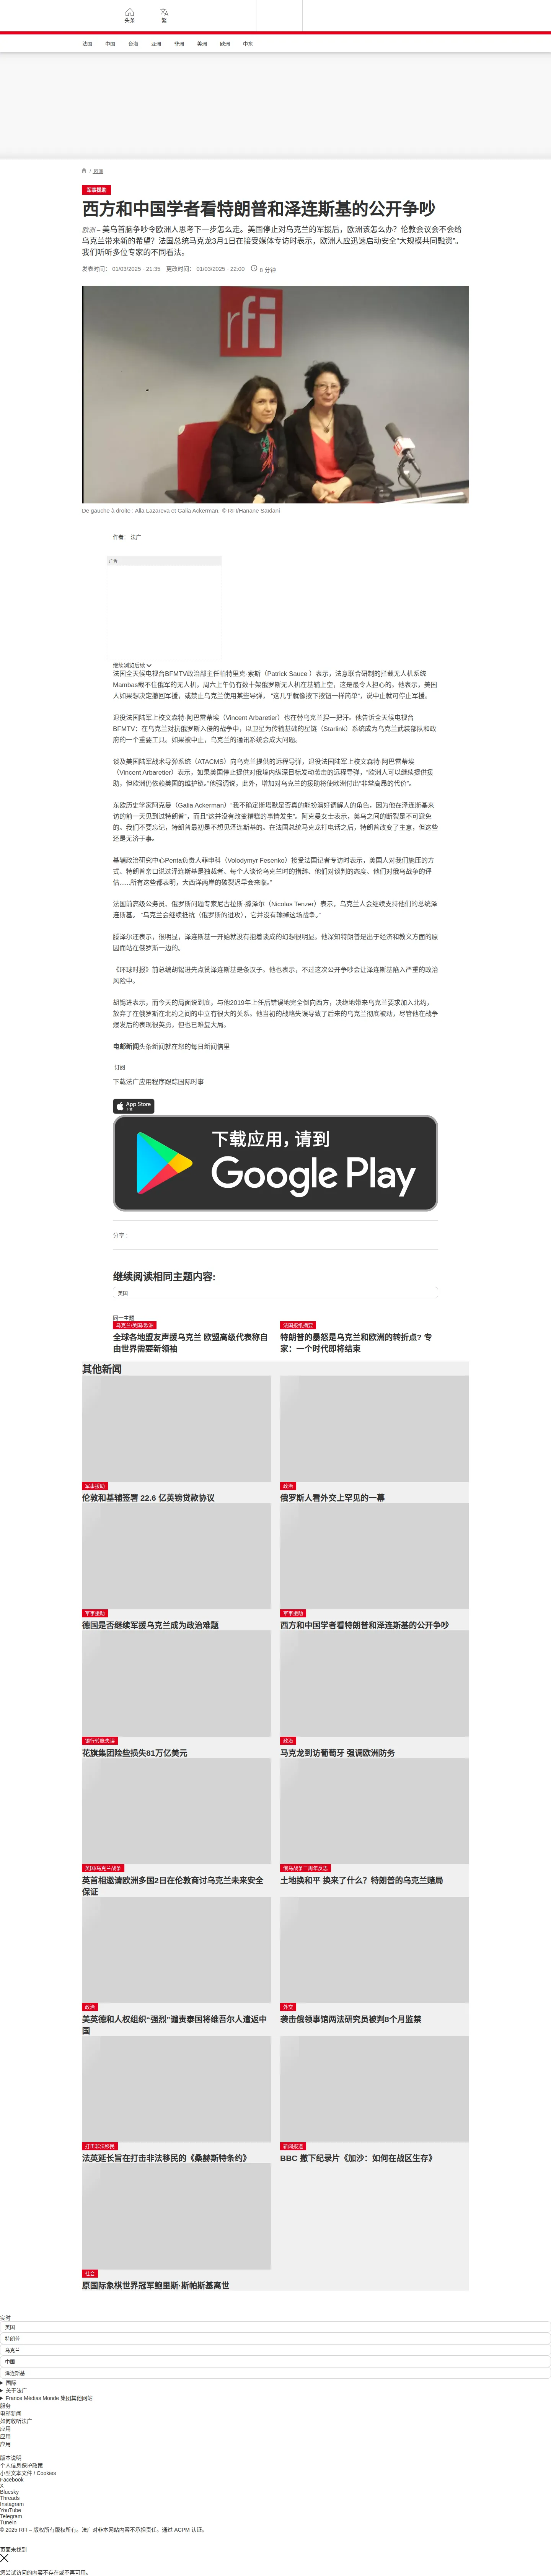 头条
繁
法国 中国 台海 亚洲 非洲 美洲 欧洲 中东
/ 欧洲
军事援助
西方和中国学者看特朗普和泽连斯基的公开争吵
欧洲 – 美乌首脑争吵令欧洲人思考下一步怎么走。美国停止对乌克兰的军援后，欧洲该怎么办？伦敦会议会不会给
乌克兰带来新的希望？法国总统马克龙3月1日在接受媒体专访时表示，欧洲人应迅速启动安全“大规模共同融资”。
我们听听多位专家的不同看法。
发表时间： 01/03/2025 - 21:35 更改时间： 01/03/2025 - 22:00 8 分钟
rfi
De gauche à droite : Alla Lazareva et Galia Ackerman. © RFI/Hanane Saïdani
作者： 法广
广告
继续浏览后续
法国全天候电视台BFMTV政治部主任帕特里克·索斯（Patrick Sauce ）表示，法意联合研制的拦截无人机系统
Mambas截不住俄军的无人机，周六上午仍有数十架俄罗斯无人机在基辅上空，这是最令人担心的。他表示，美国
人如果想决定撤回军援，或禁止乌克兰使用某些导弹， “这几乎就像按下按钮一样简单”，说中止就可停止军援。
退役法国陆军上校文森特·阿巴雷蒂埃（Vincent Arbaretier）也在替乌克兰捏一把汗。他告诉全天候电视台
BFMTV：在乌克兰对抗俄罗斯入侵的战争中，以卫星为传输基础的星链（Starlink）系统成为乌克兰武装部队和政
府的一个重要工具。如果被中止，乌克兰的通讯系统会成大问题。
谈及美国陆军战术导弹系统（ATACMS）向乌克兰提供的远程导弹，退役法国陆军上校文森特·阿巴雷蒂埃
（Vincent Arbaretier）表示，如果美国停止提供对俄境内纵深目标发动袭击的远程导弹，“欧洲人可以继续提供援
助，但欧洲仍依赖美国的维护链。”他强调说，此外，增加对乌克兰的援助将使欧洲付出“非常高昂的代价”。
东欧历史学家阿克曼（Galia Ackerman）“我不确定斯塔默是否真的能扮演好调解人的角色，因为他在泽连斯基来
访的前一天见到过特朗普”，而且“这并没有改变糟糕的事情发生”。阿克曼女士表示，美乌之间的断裂是不可避免
的。我们不要忘记，特朗普最初是不想见泽连斯基的。在法国总统马克龙打电话之后，特朗普改变了主意，但这些
还是无济于事。
基辅政治研究中心Penta负责人菲申科（Volodymyr Fesenko）接受法国记者专访时表示，美国人对我们施压的方
式、特朗普亲口说过泽连斯基是独裁者、每个人谈论乌克兰时的措辞、他们对谈判的态度、他们对俄乌战争的评
估......所有这些都表明，大西洋两岸的破裂迟早会来临。”
法国前高级公务员、俄罗斯问题专家尼古拉斯·滕泽尔（Nicolas Tenzer）表示，乌克兰人会继续支持他们的总统泽
连斯基。 “乌克兰会继续抵抗（俄罗斯的进攻），它并没有输掉这场战争。”
滕泽尔还表示，很明显，泽连斯基一开始就没有抱着谈成的幻想很明显。他深知特朗普是出于经济和教义方面的原
因而站在俄罗斯一边的。
《环球时报》前总编胡锡进先点赞泽连斯基是条汉子。他也表示，不过这次公开争吵会让泽连斯基陷入严重的政治
风险中。
胡锡进表示，而今天的局面说到底，与他2019年上任后错误地完全倒向西方，决绝地带来乌克兰要求加入北约，
放弃了在俄罗斯在北约之间的中立有很大的关系。他当初的战略失误导致了后来的乌克兰彻底被动，尽管他在战争
爆发后的表现很英勇，但也已难复大局。
电邮新闻头条新闻就在您的每日新闻信里
订阅
下载法广应用程序跟踪国际时事
App Store
下载
下载应用，请到
Google Play
分享 :
继续阅读相同主题内容:
美国
同一主题
乌克兰/美国/欧洲
全球各地盟友声援乌克兰 欧盟高级代表称自
由世界需要新领袖
法国报纸摘要
特朗普的暴怒是乌克兰和欧洲的转折点? 专
家：一个时代即将结束
其他新闻
军事援助
伦敦和基辅签署 22.6 亿英镑贷款协议
政治
俄罗斯人看外交上罕见的一幕
军事援助
德国是否继续军援乌克兰成为政治难题
军事援助
西方和中国学者看特朗普和泽连斯基的公开争吵
银行转账失误
花旗集团险些损失81万亿美元
政治
马克龙到访葡萄牙 强调欧洲防务
美国/乌克兰战争
英首相邀请欧洲多国2日在伦敦商讨乌克兰未来安全
保证
俄乌战争三周年反思
土地换和平 换来了什么？特朗普的乌克兰赌局
政治
美英德和人权组织“强烈”谴责泰国将维吾尔人遣返中
国
外交
袭击俄领事馆两法研究员被判8个月监禁
打击非法移民
法英延长旨在打击非法移民的《桑赫斯特条约》
新闻报道
BBC 撤下纪录片《加沙：如何在战区生存》
社会
原国际象棋世界冠军鲍里斯·斯帕斯基离世
实时
美国
特朗普
乌克兰
中国
泽连斯基
国际
关于法广
France Médias Monde 集团其他网站
服务
电邮新闻
如何收听法广
应用
应用
应用
版本说明
个人信息保护政策
小型文本文件 / Cookies
Facebook
X
Bluesky
Threads
Instagram
YouTube
Telegram
TuneIn
© 2025 RFI – 版权所有版权所有。法广对非本网站内容不承担责任。通过 ACPM 认证。
页面未找到
您尝试访问的内容不存在或不再可用。